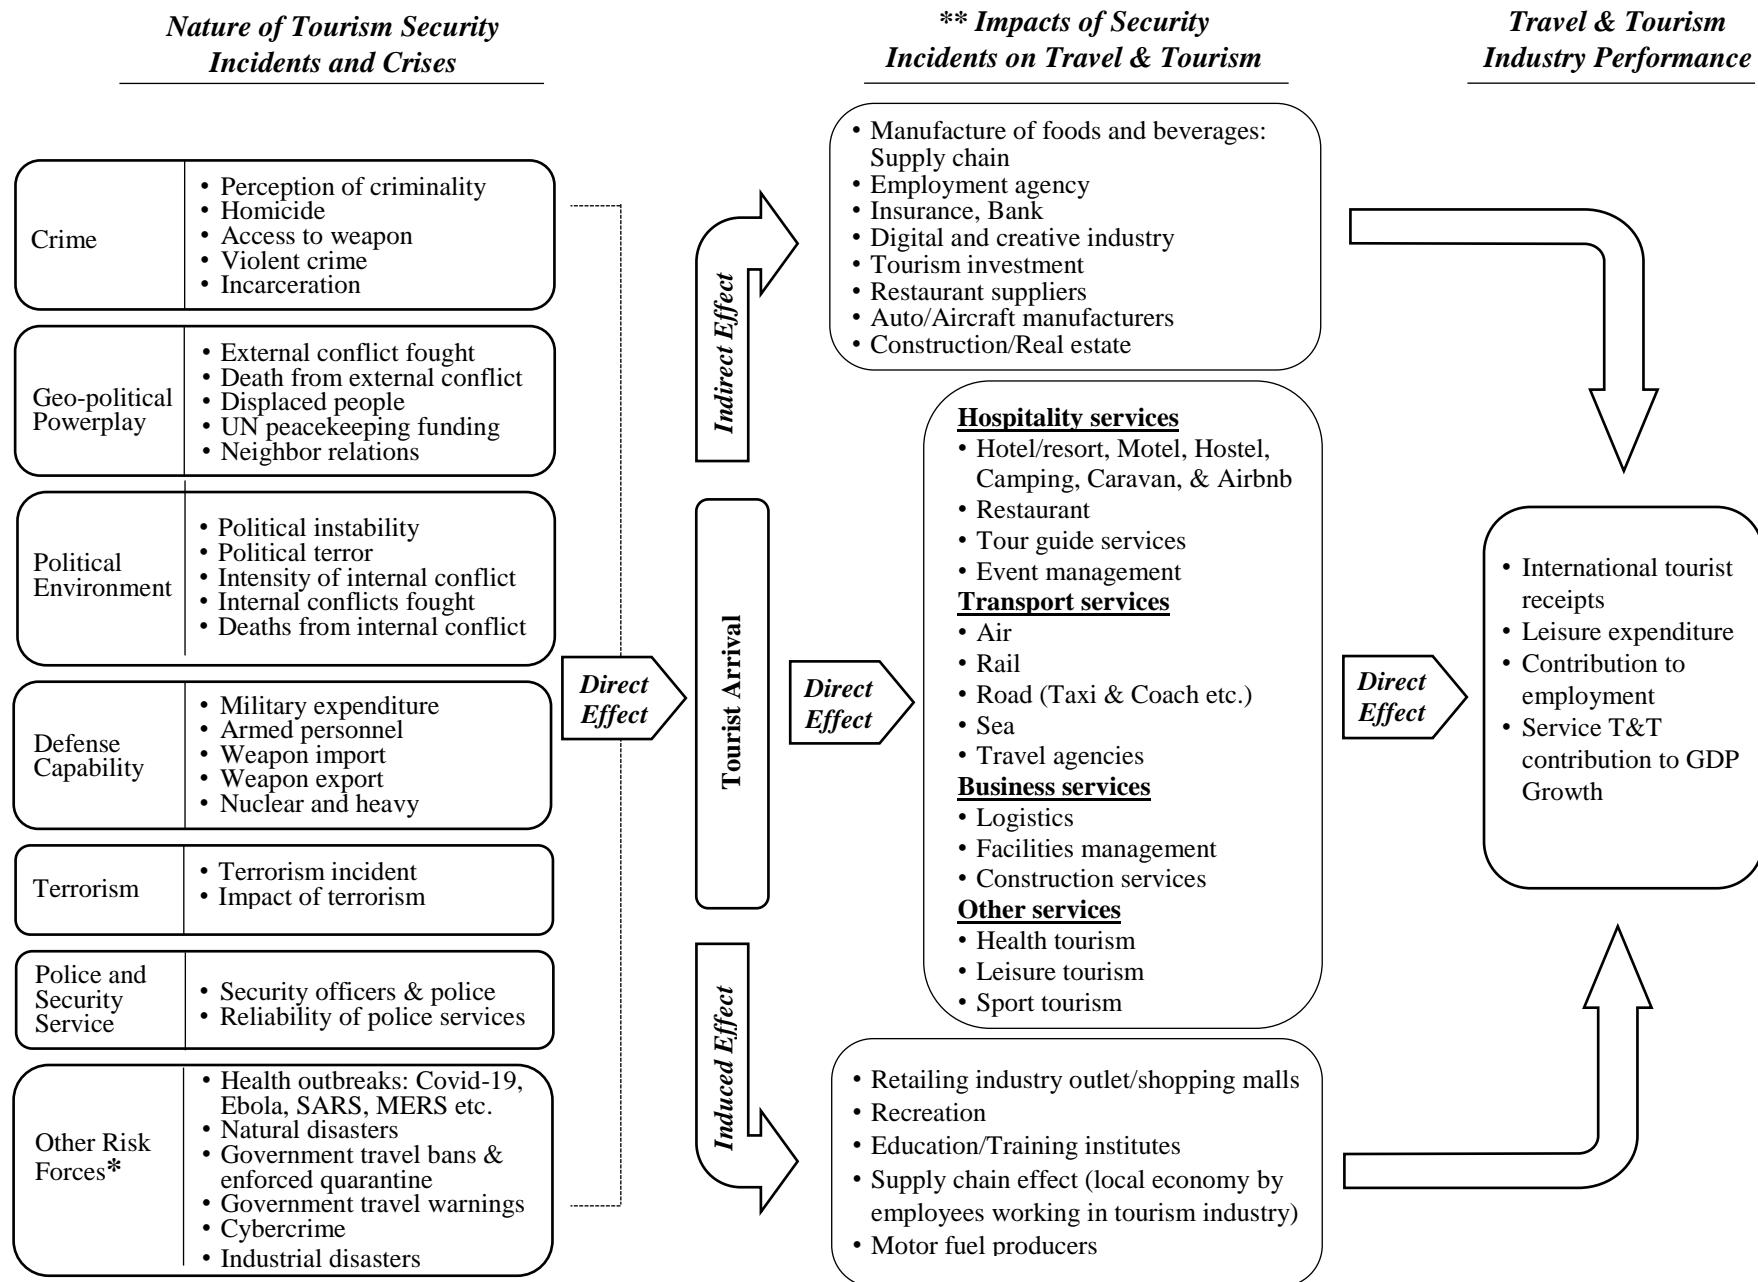 Nature of Tourism Security
Incidents and Crises
** Impacts of Security
Incidents on Travel & Tourism
Travel & Tourism
Industry Performance
Crime
• Perception of criminality
• Homicide
• Access to weapon
• Violent crime
• Incarceration
Geo-political
Powerplay
• External conflict fought
• Death from external conflict
• Displaced people
• UN peacekeeping funding
• Neighbor relations
Political
Environment
• Political instability
• Political terror
• Intensity of internal conflict
• Internal conflicts fought
• Deaths from internal conflict
Defense
Capability
• Military expenditure
• Armed personnel
• Weapon import
• Weapon export
• Nuclear and heavy
Terrorism
• Terrorism incident
• Impact of terrorism
Police and
Security
Service
• Security officers & police
• Reliability of police services
Other Risk
Forces*
• Health outbreaks: Covid-19,
Ebola, SARS, MERS etc.
• Natural disasters
• Government travel bans &
enforced quarantine
• Government travel warnings
• Cybercrime
• Industrial disasters
Direct
Effect
Indirect Effect
Tourist Arrival
Induced Effect
Direct
Effect
• Manufacture of foods and beverages:
Supply chain
• Employment agency
• Insurance, Bank
• Digital and creative industry
• Tourism investment
• Restaurant suppliers
• Auto/Aircraft manufacturers
• Construction/Real estate
Hospitality services
• Hotel/resort, Motel, Hostel,
Camping, Caravan, & Airbnb
• Restaurant
• Tour guide services
• Event management
Transport services
• Air
• Rail
• Road (Taxi & Coach etc.)
• Sea
• Travel agencies
Business services
• Logistics
• Facilities management
• Construction services
Other services
• Health tourism
• Leisure tourism
• Sport tourism
• Retailing industry outlet/shopping malls
• Recreation
• Education/Training institutes
• Supply chain effect (local economy by
employees working in tourism industry)
• Motor fuel producers
Direct
Effect
• International tourist
receipts
• Leisure expenditure
• Contribution to
employment
• Service T&T
contribution to GDP
Growth